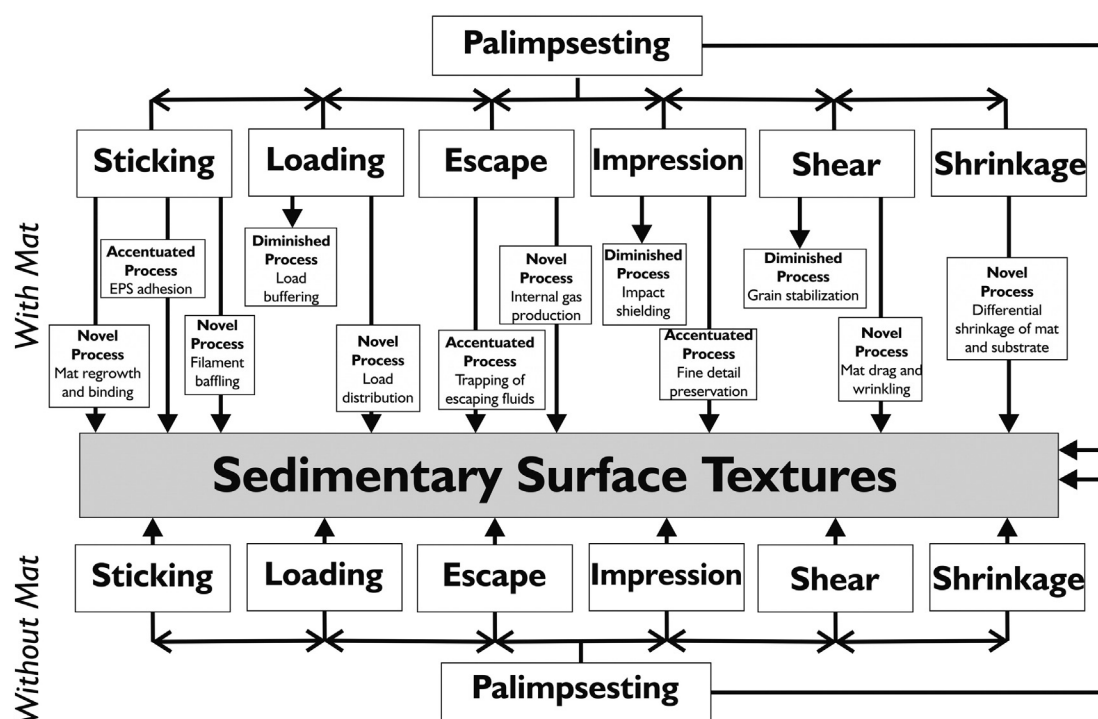 Palimpsesting
Sticking
Loading
Escape
Impression
Shear
Shrinkage
With Mat
Accentuated
Process
EPS adhesion
Diminished
Process
Load
buffering
Novel
Process
Internal gas
production
Diminished
Process
Impact
shielding
Diminished
Process
Grain stabilization
Novel
Process
Differential
shrinkage of mat
and substrate
Novel
Process
Mat regrowth
and binding
Novel
Process
Filament
baffling
Novel
Process
Load
distribution
Accentuated
Process
Trapping of
escaping fluids
Accentuated
Process
Fine detail
preservation
Novel
Process
Mat drag and
wrinkling
Sedimentary Surface Textures
Without Mat
Sticking
Loading
Escape
Impression
Shear
Shrinkage
Palimpsesting